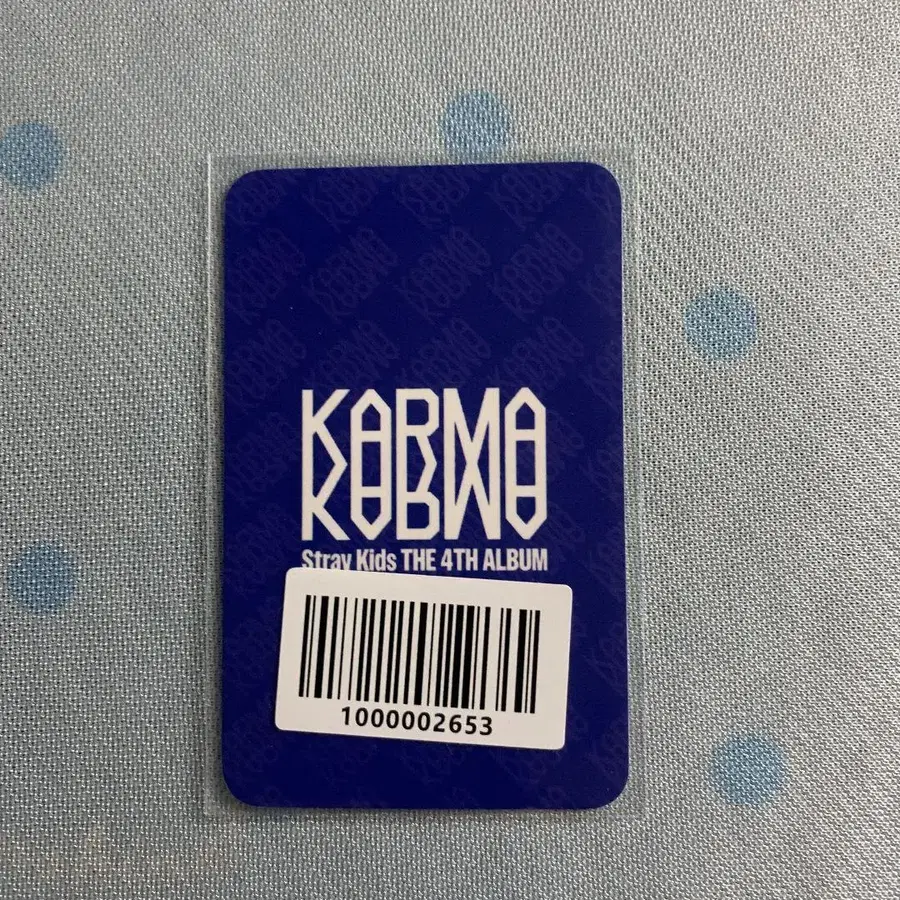 KARMA
Stray Kids THE 4TH ALBUM
1000002653